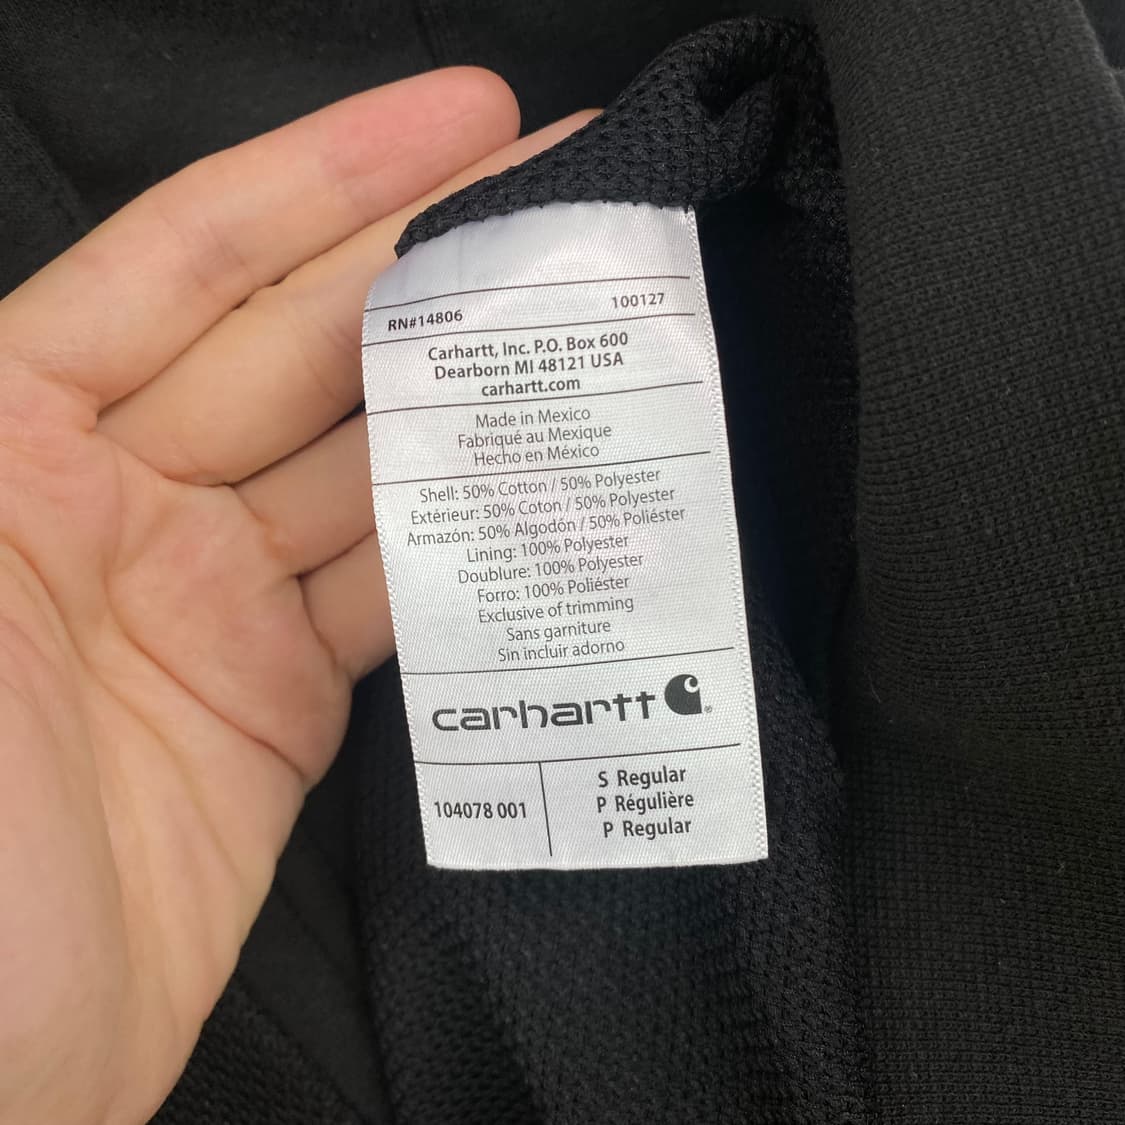 RN#14806 100127
Carhartt, Inc. P.O. Box 600
Dearborn MI 48121 USA
carhartt.com
Made in Mexico
Fabriqué au Mexique
Hecho en México
Shell: 50% Cotton / 50% Polyester
Extérieur: 50% Coton / 50% Polyester
Armazón: 50% Algodón / 50% Poliéster
Lining: 100% Polyester
Doublure: 100% Polyester
Forro: 100% Poliéster
Exclusive of trimming
Sans garniture
Sin incluir adorno
carhartt ®
104078 001
S Regular
P Régulière
P Regular